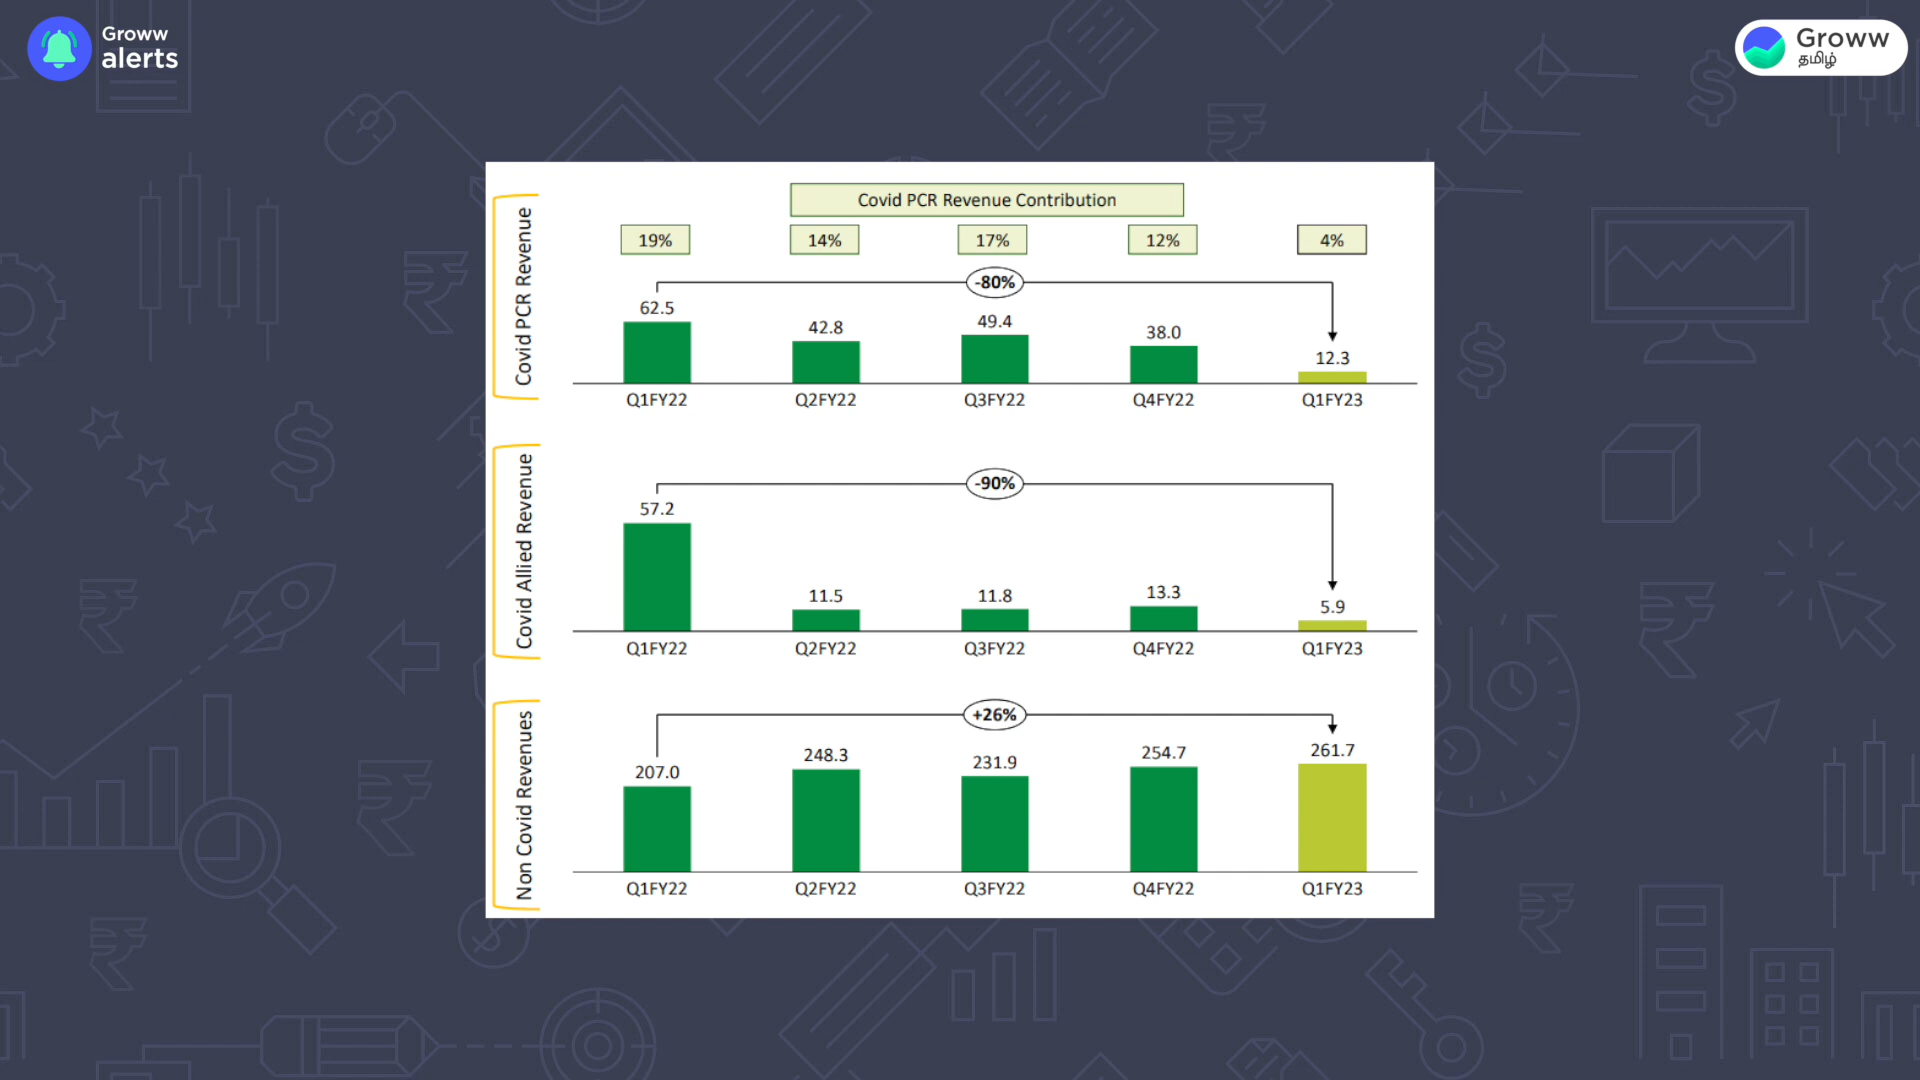 Groww
alerts
Groww
தமிழ்
Covid PCR Revenue Contribution
Covid PCR Revenue
19% 14% 17% 12% 4%
-80%
62.5 42.8 49.4 38.0 12.3
Q1FY22 Q2FY22 Q3FY22 Q4FY22 Q1FY23
Covid Allied Revenue
-90%
57.2 11.5 11.8 13.3 5.9
Q1FY22 Q2FY22 Q3FY22 Q4FY22 Q1FY23
Non Covid Revenues
+26%
207.0 248.3 231.9 254.7 261.7
Q1FY22 Q2FY22 Q3FY22 Q4FY22 Q1FY23